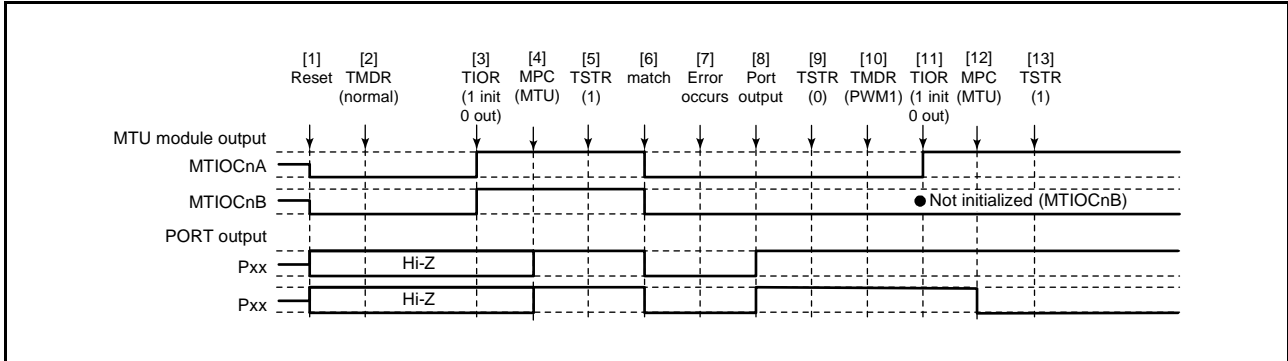 [1] [2] [3] [4] [5] [6] [7] [8] [9] [10] [11] [12] [13]
Reset TMDR TIOR MPC TSTR match Error Port TSTR TMDR TIOR MPC TSTR
(normal) (1 init (MTU) (1) occurs output (0) (PWM1) (1 init (MTU) (1)
0 out) 0 out)
MTU module output
MTIOCnA
MTIOCnB Not initialized (MTIOCnB)
PORT output
Pxx Hi-Z
Pxx Hi-Z